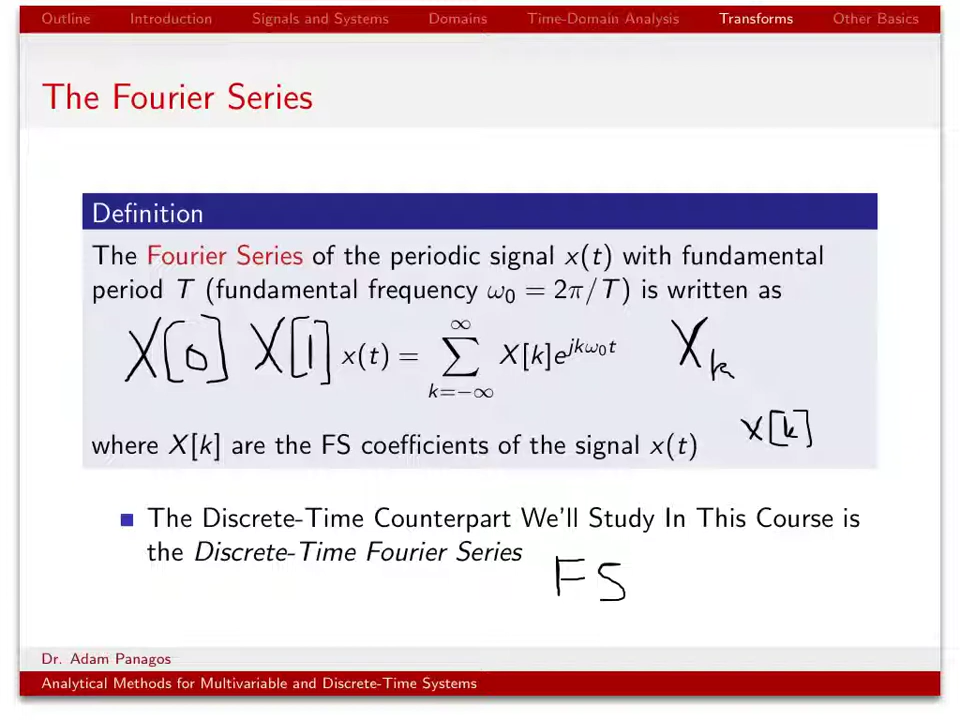 Outline Introduction Signals and Systems Domains Time-Domain Analysis Transforms Other Basics
The Fourier Series
Definition
The Fourier Series of the periodic signal x(t) with fundamental
period T (fundamental frequency ω₀ = 2π/T) is written as
X[0] X[1] x(t) = ∑_{k=−∞}^{∞} X[k]e^{jkω₀t} X_k
X[k]
where X[k] are the FS coefficients of the signal x(t)
The Discrete-Time Counterpart We'll Study In This Course is
the Discrete-Time Fourier Series
FS
Dr. Adam Panagos
Analytical Methods for Multivariable and Discrete-Time Systems